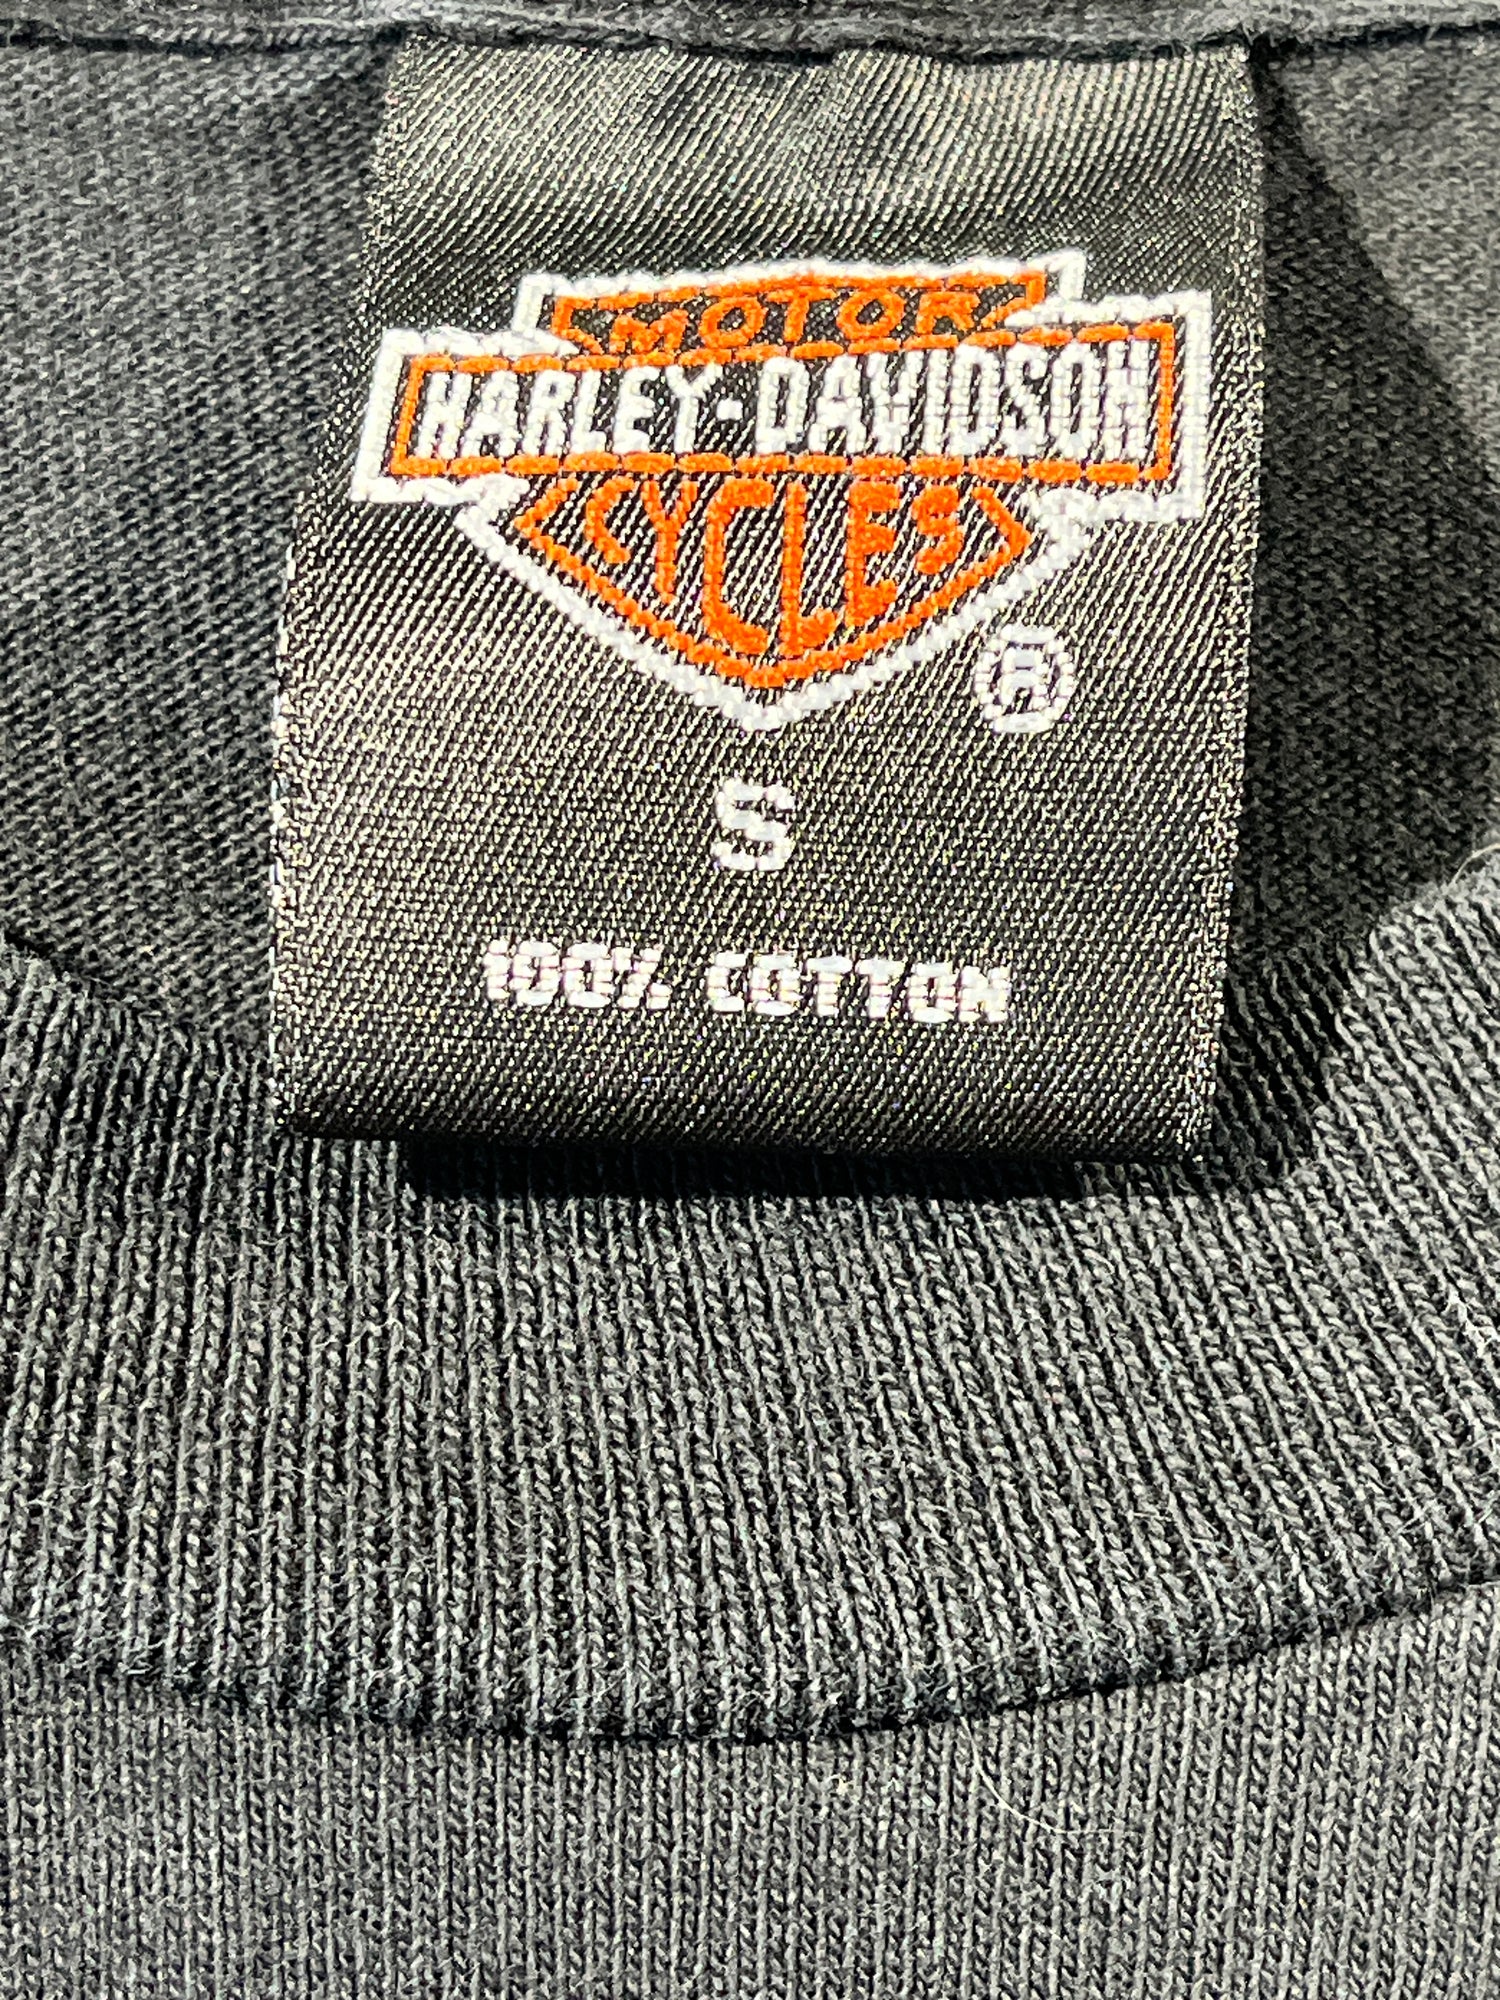 MOTOR
HARLEY-DAVIDSON
CYCLES
®
S
100% COTTON